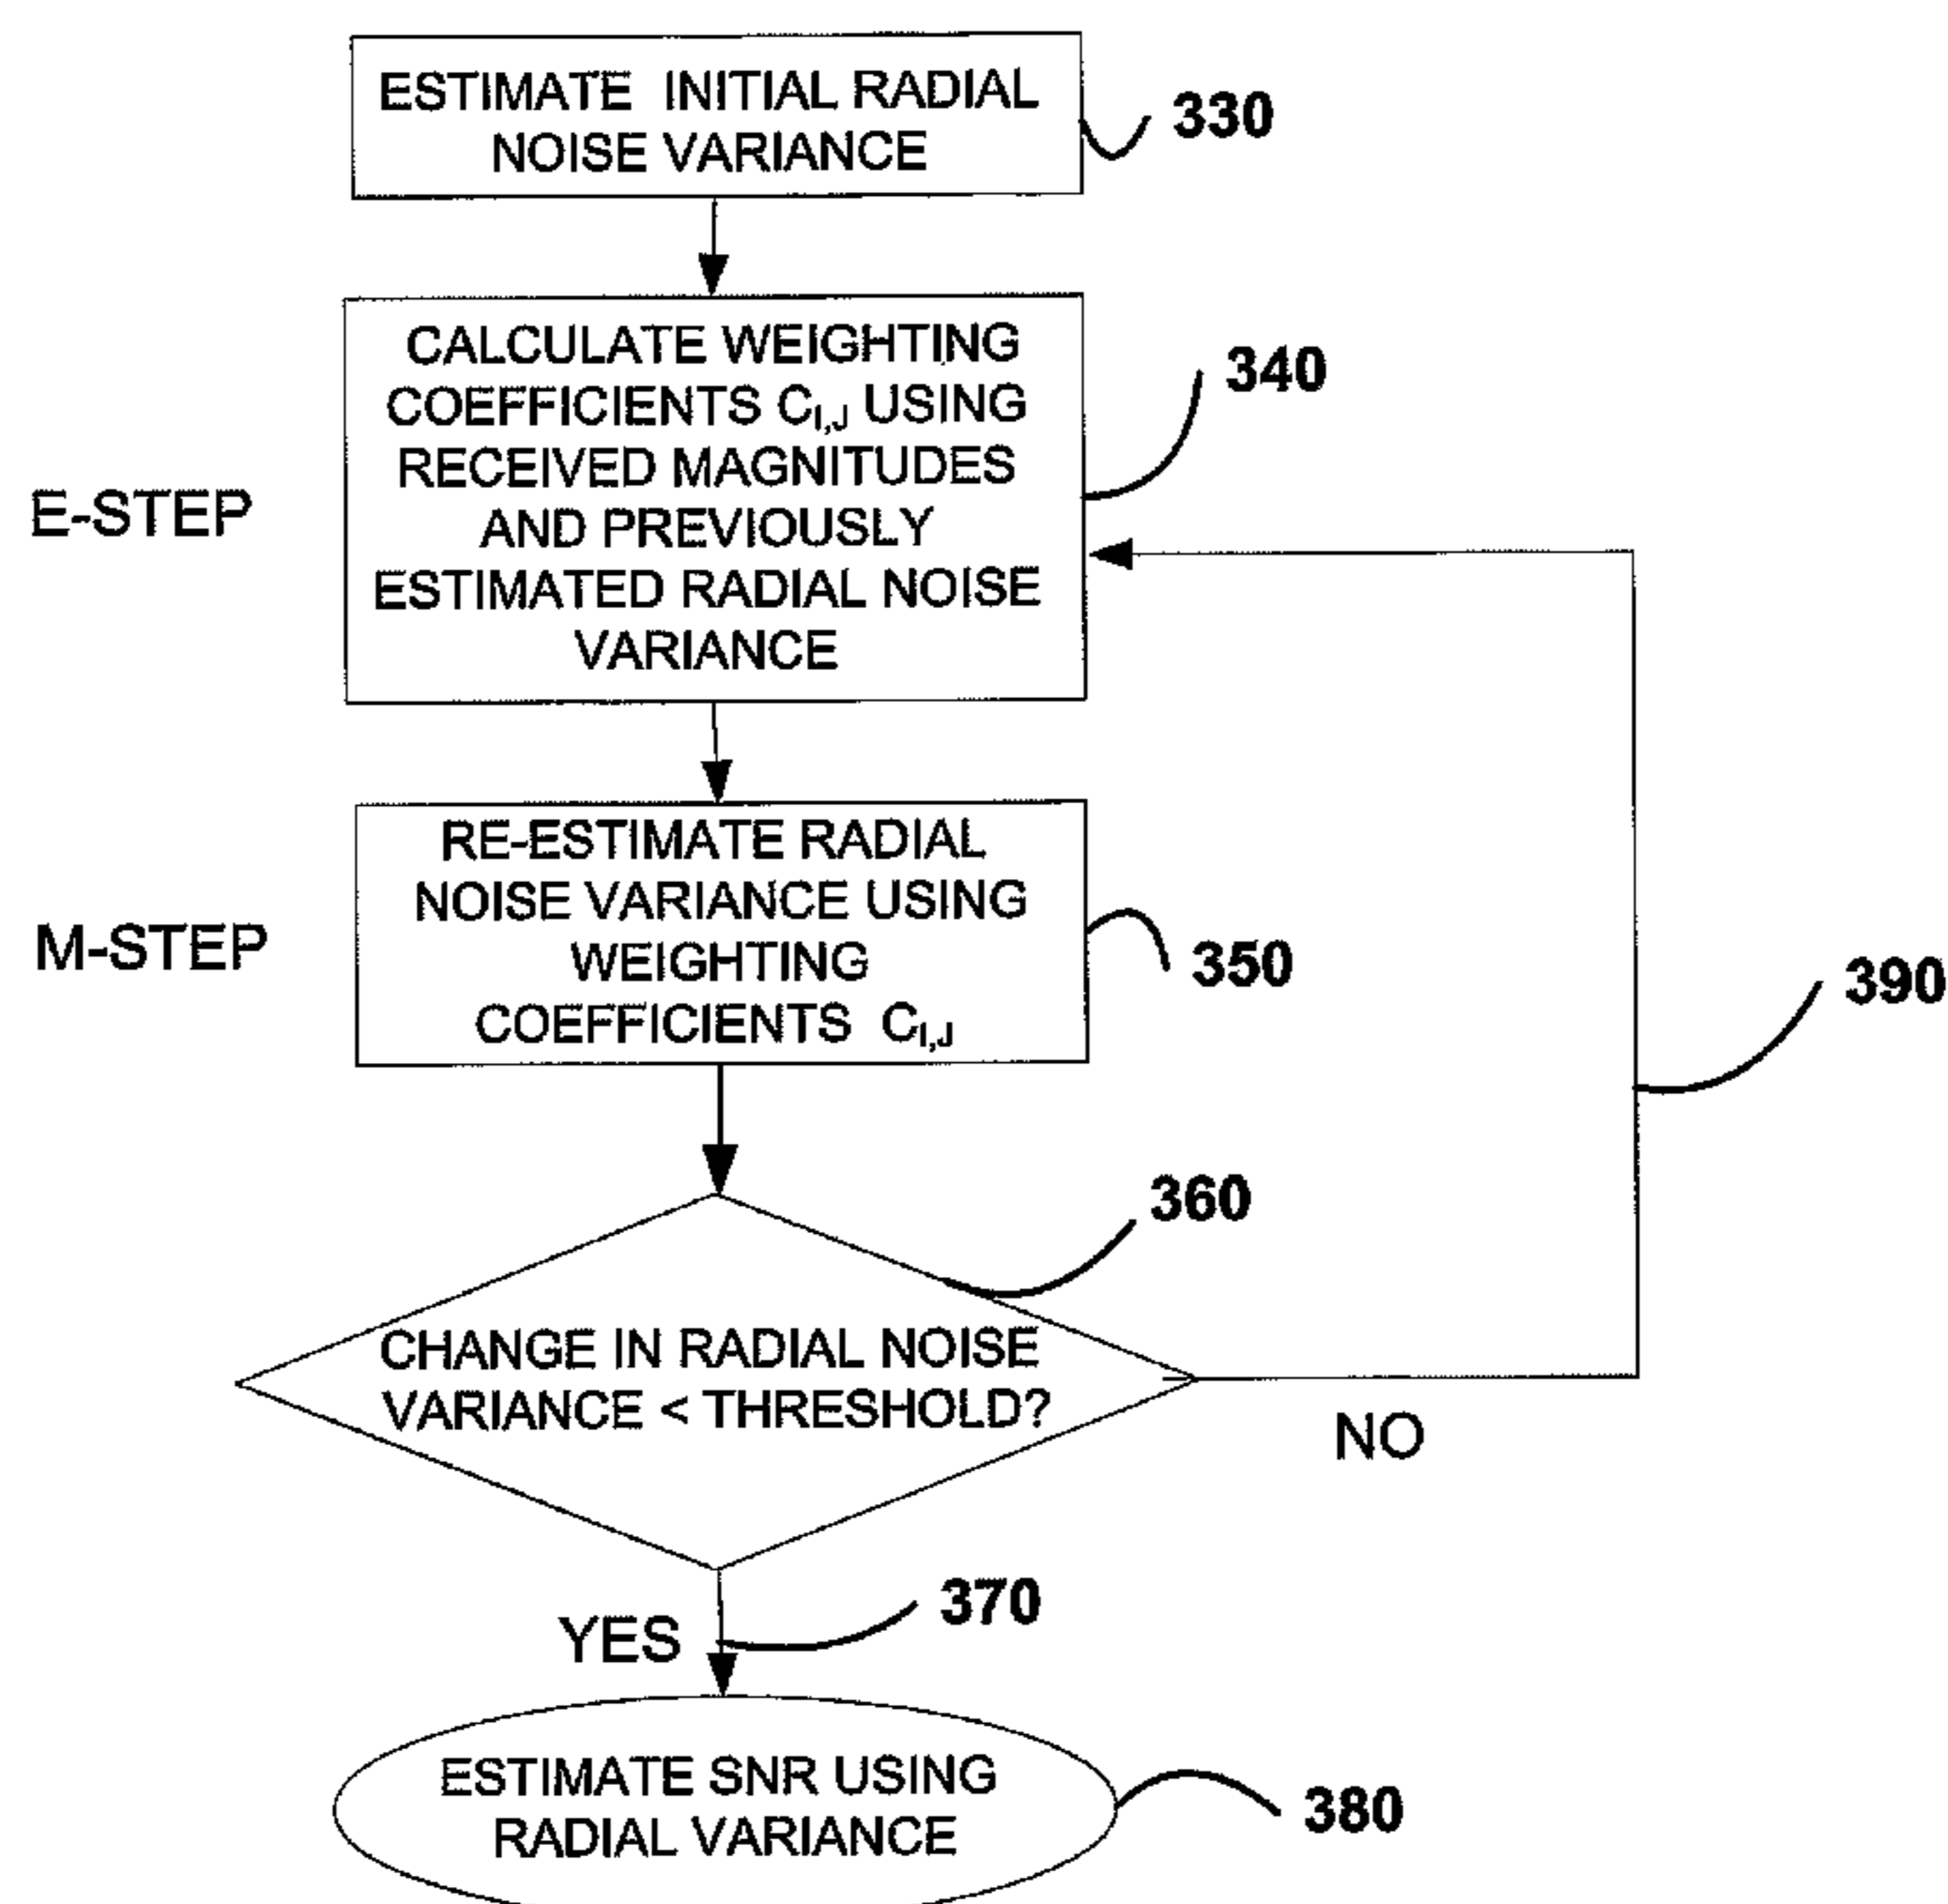 ESTIMATE INITIAL RADIAL
NOISE VARIANCE
330
CALCULATE WEIGHTING
COEFFICIENTS C_{I,J} USING
RECEIVED MAGNITUDES
AND PREVIOUSLY
ESTIMATED RADIAL NOISE
VARIANCE
340
E-STEP
RE-ESTIMATE RADIAL
NOISE VARIANCE USING
WEIGHTING
COEFFICIENTS C_{I,J}
350
M-STEP
390
360
CHANGE IN RADIAL NOISE
VARIANCE < THRESHOLD?
NO
YES
370
ESTIMATE SNR USING
RADIAL VARIANCE
380